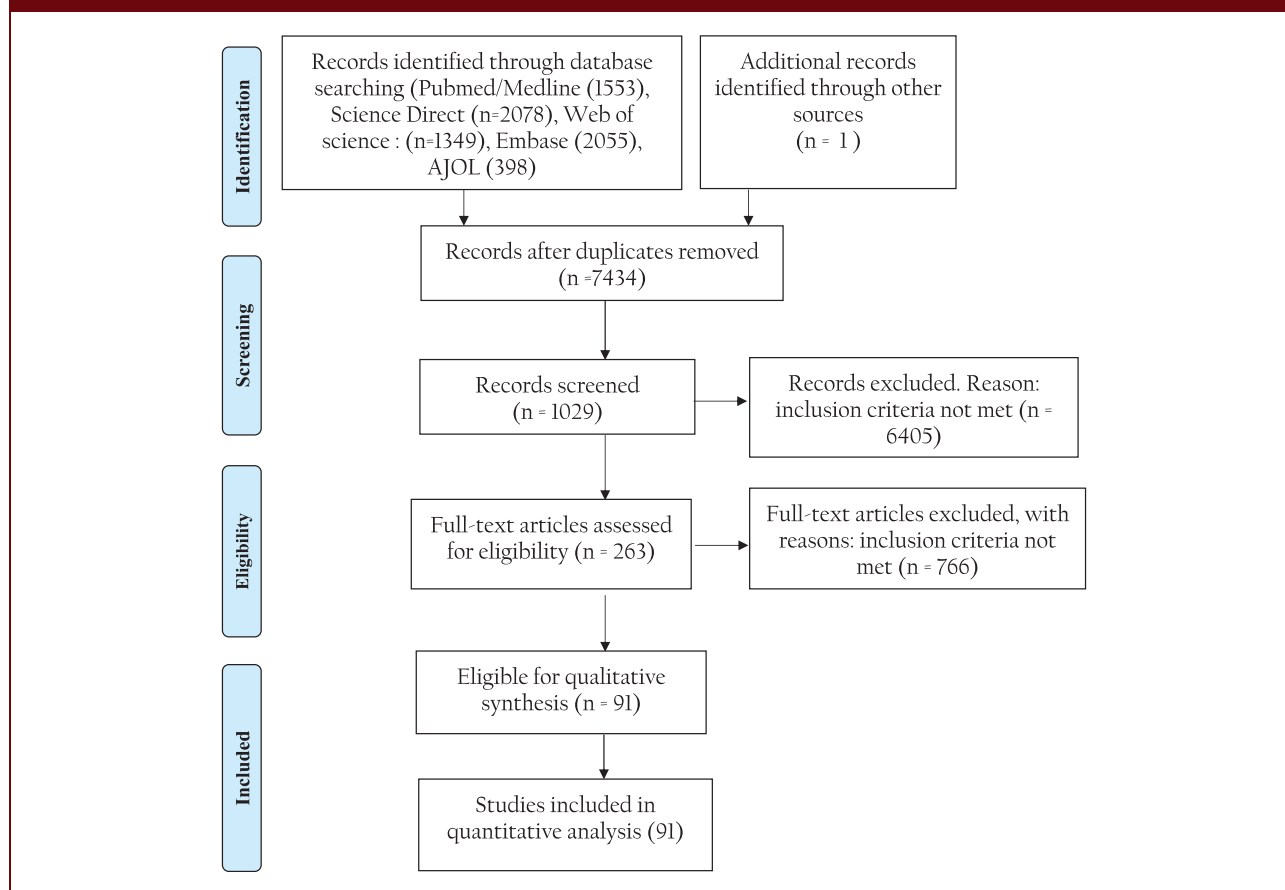 Identification
Records identified through database
searching (Pubmed/Medline (1553),
Science Direct (n=2078), Web of
science : (n=1349), Embase (2055),
AJOL (398)
Additional records
identified through other
sources
(n = 1)
Records after duplicates removed
(n =7434)
Screening
Records screened
(n = 1029)
Records excluded. Reason:
inclusion criteria not met (n =
6405)
Eligibility
Full-text articles assessed
for eligibility (n = 263)
Full-text articles excluded, with
reasons: inclusion criteria not
met (n = 766)
Included
Eligible for qualitative
synthesis (n = 91)
Studies included in
quantitative analysis (91)